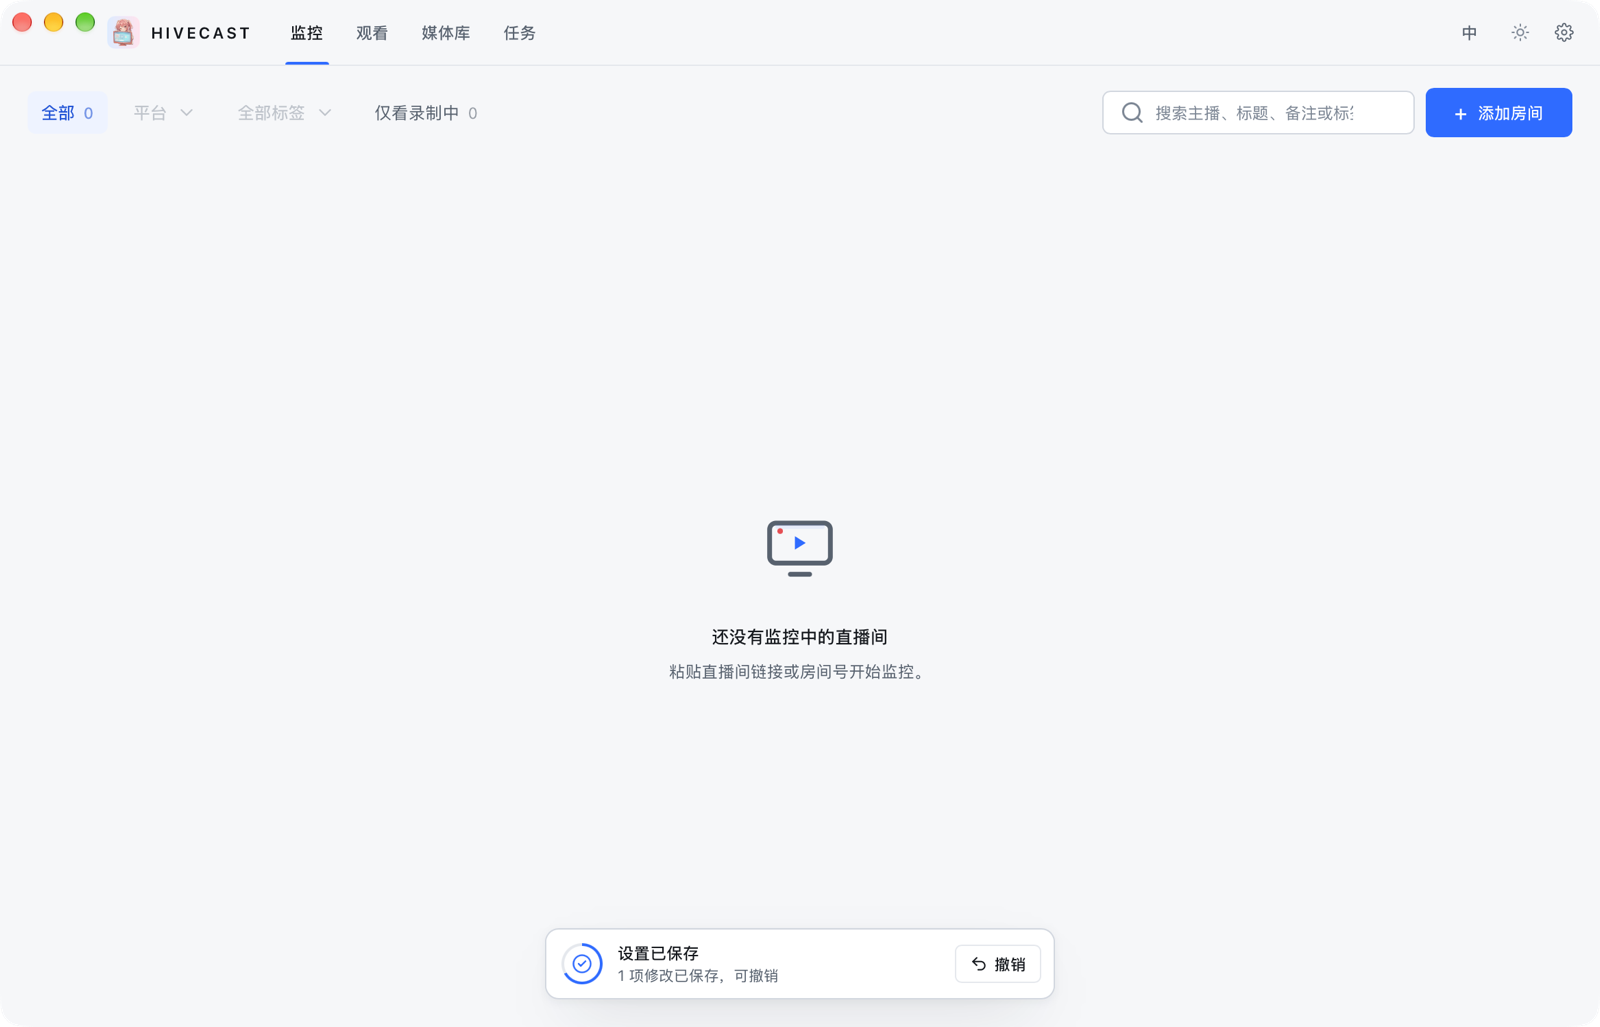 HIVECAST 监控 观看 媒体库 任务 中
全部 0 平台 全部标签 仅看录制中 0 搜索主播、标题、备注或标 + 添加房间
还没有监控中的直播间
粘贴直播间链接或房间号开始监控。
设置已保存
1 项修改已保存，可撤销
撤销